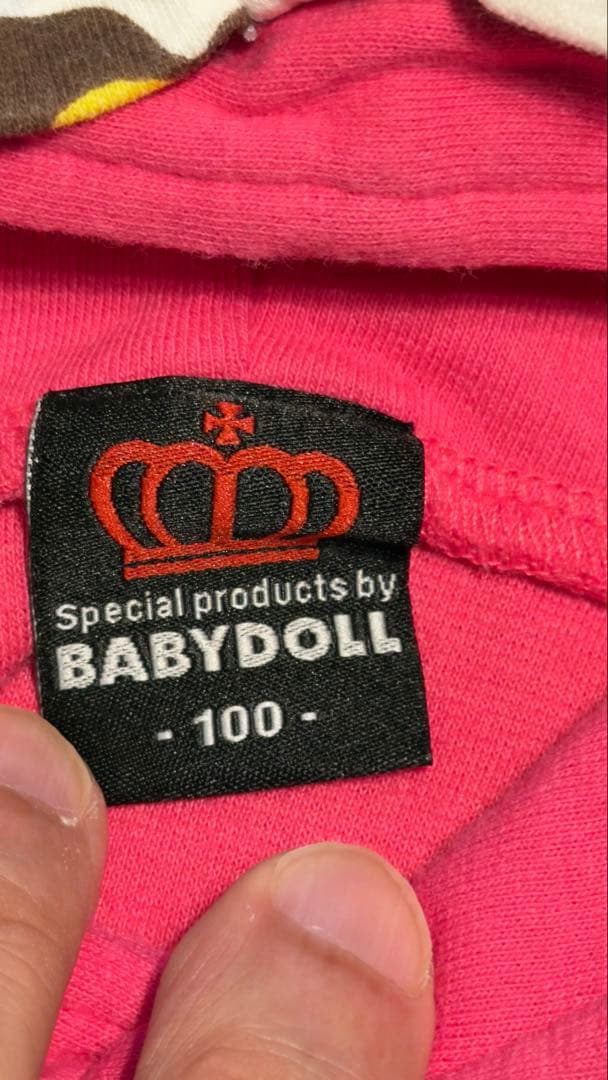 Special products by
BABYDOLL
- 100 -